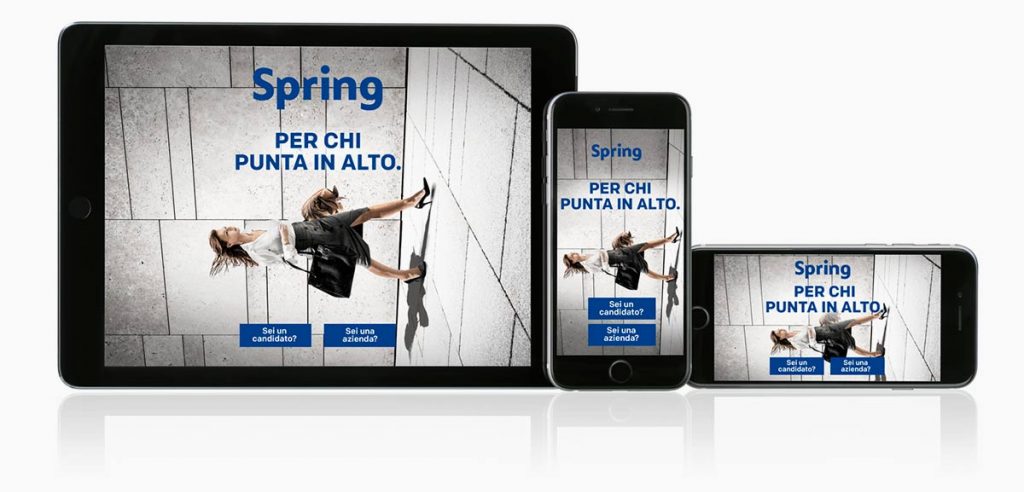 Spring
PER CHI
PUNTA IN ALTO.
Sei un
candidato?
Sei una
azienda?
Spring
PER CHI
PUNTA IN ALTO.
Sei un
candidato?
Sei una
azienda?
Spring
PER CHI
PUNTA IN ALTO.
Sei un
candidato?
Sei una
azienda?